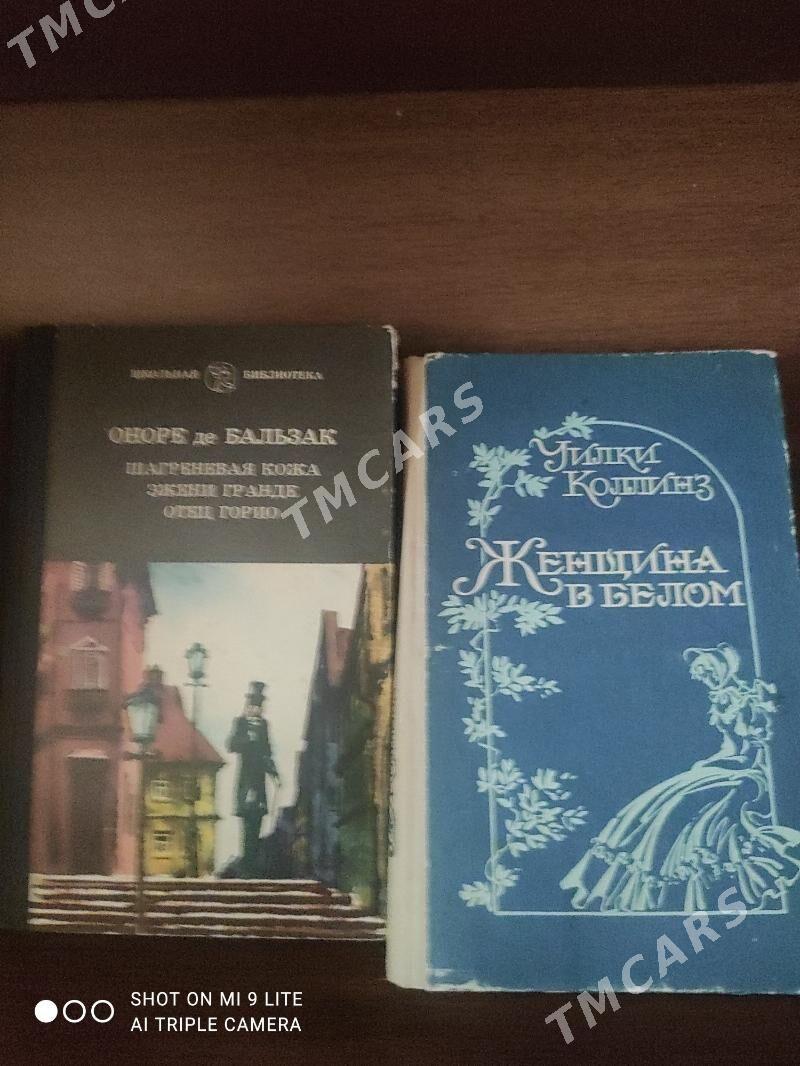 TMCARS
ШКОЛЬНАЯ БИБЛИОТЕКА
ОНОРЕ де БАЛЬЗАК
ШАГРЕНЕВАЯ КОЖА
ЭЖЕНИ ГРАНДЕ
ОТЕЦ ГОРИО
TMCARS
УИЛКИ
КОЛЛИНЗ
ЖЕНЩИНА
В БЕЛОМ
TMCARS
SHOT ON MI 9 LITE
AI TRIPLE CAMERA